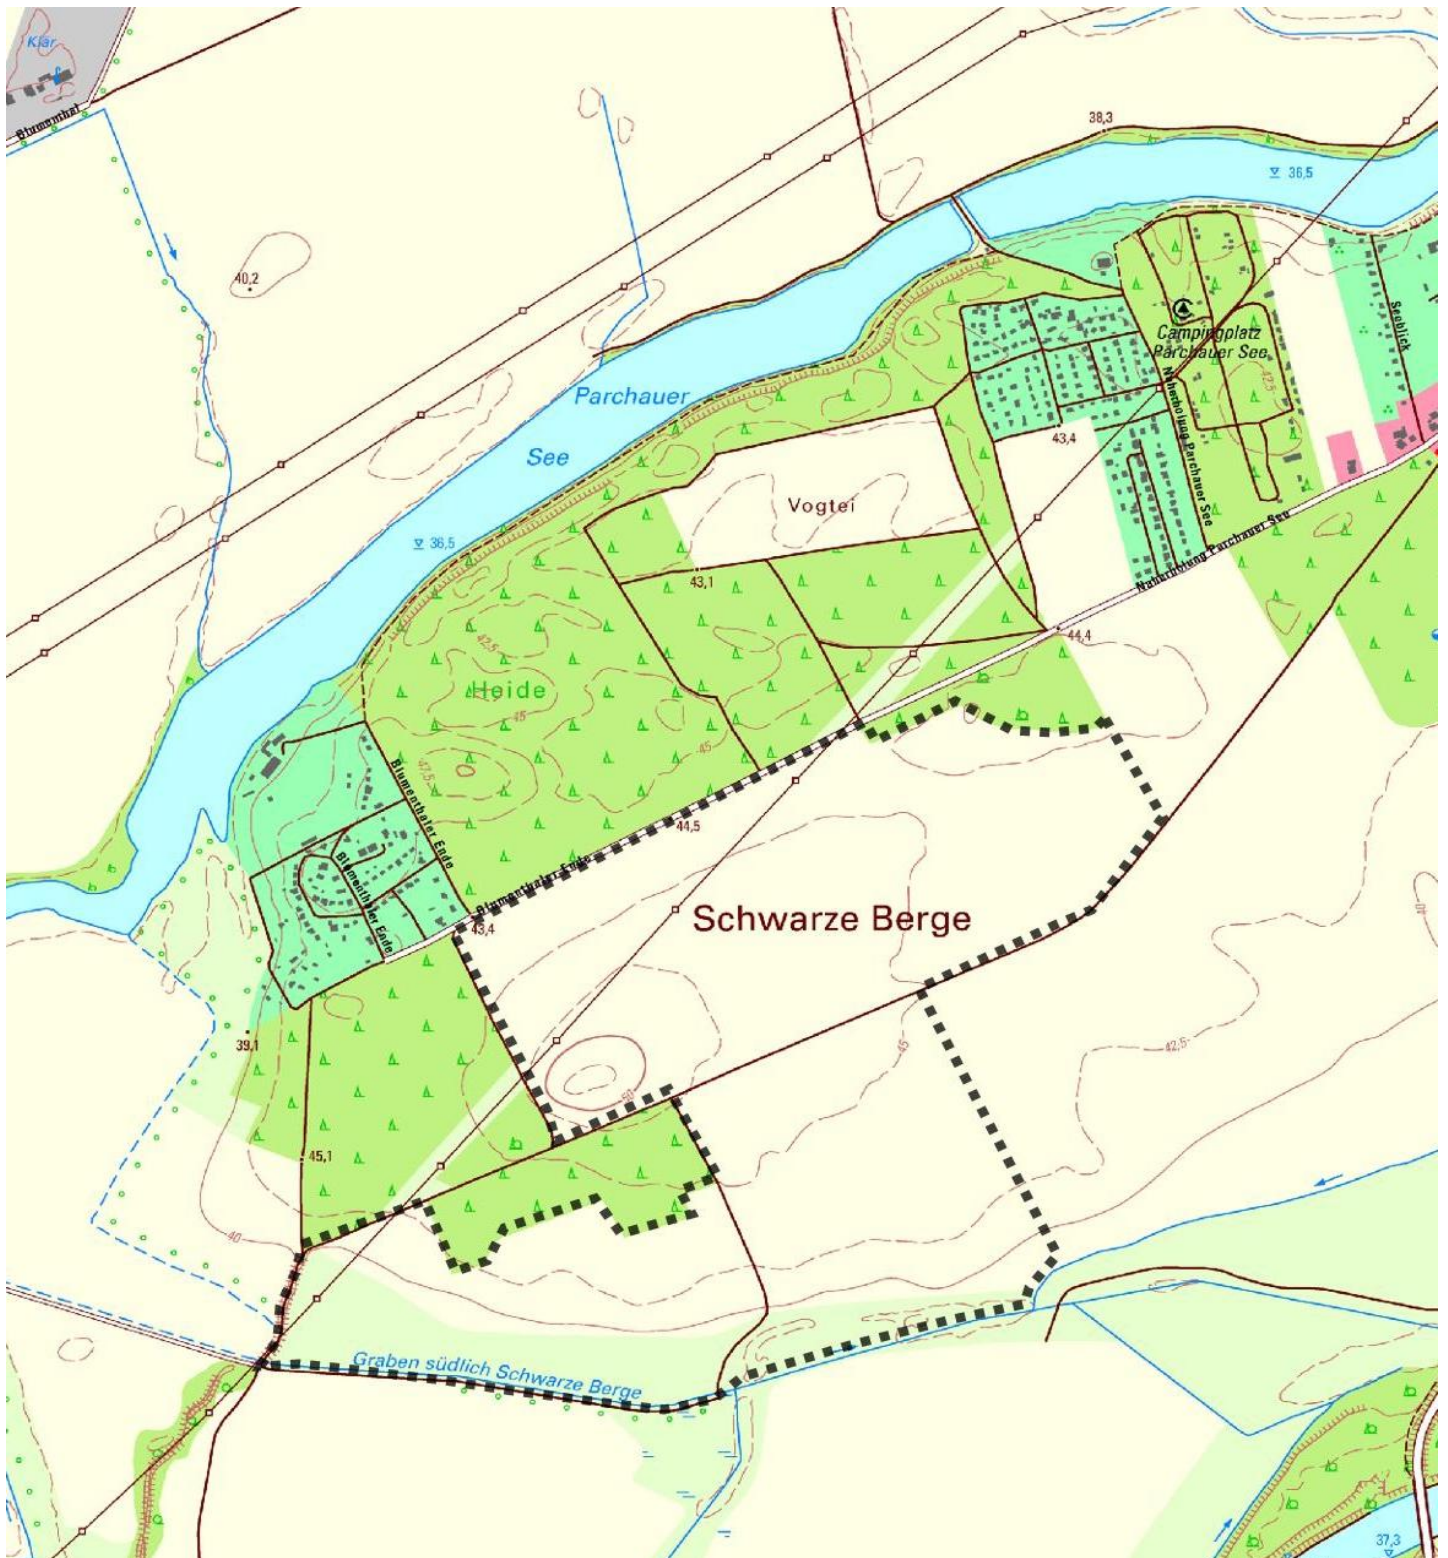 Klär
Blumenthal
38,3
36,5
40,2
Seeblick
Campingplatz
Parchauer See
42,5
Parchauer
See
43,4
Naherholung Parchauer See
Vogtei
36,5
Naherholung Parchauer See
43,1
42,5
44,4
Heide
45
45
47,5
Blumenthaler Ende
44,5
Blumenthaler Ende
Blumenthaler Ende
43,4
Schwarze Berge
40
39,1
45
42,5
50
45,1
40
Graben südlich Schwarze Berge
37,3